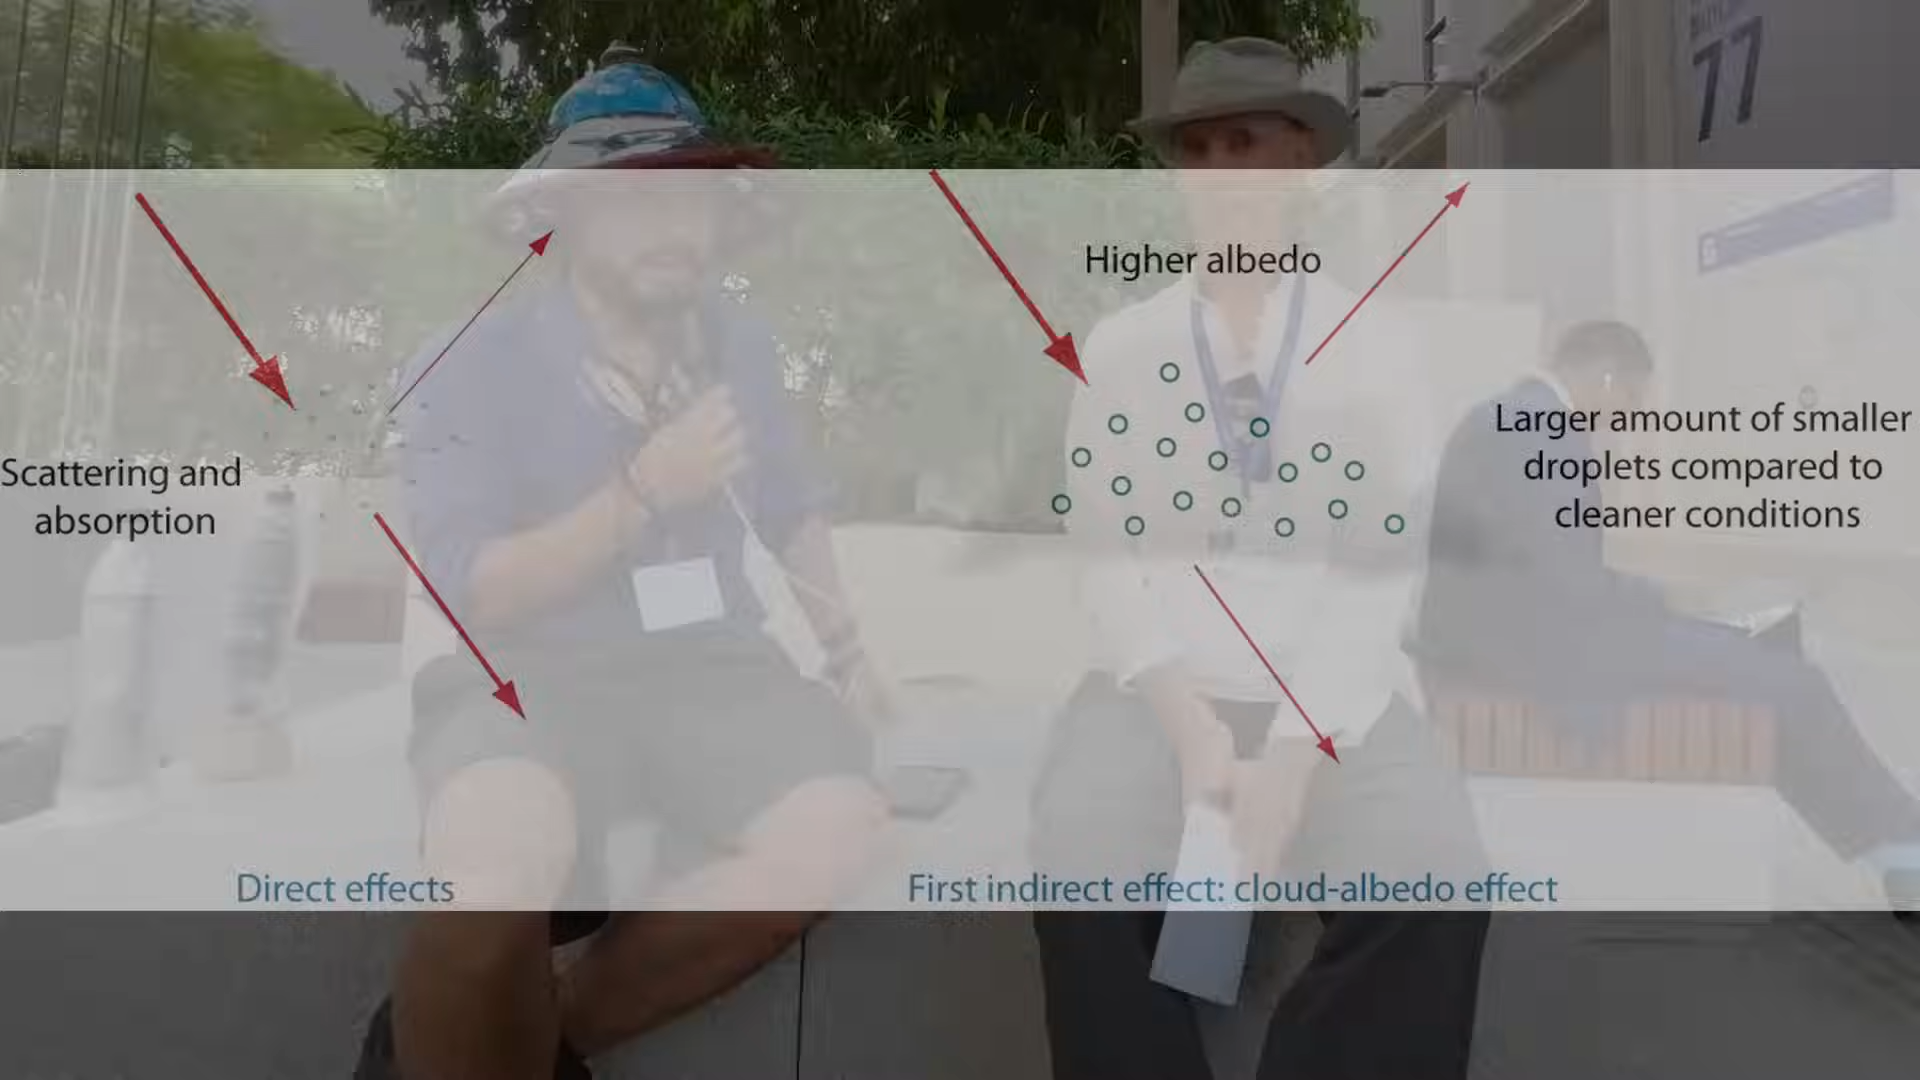 77
Higher albedo
Larger amount of smaller
droplets compared to
cleaner conditions
Scattering and
absorption
Direct effects
First indirect effect: cloud-albedo effect